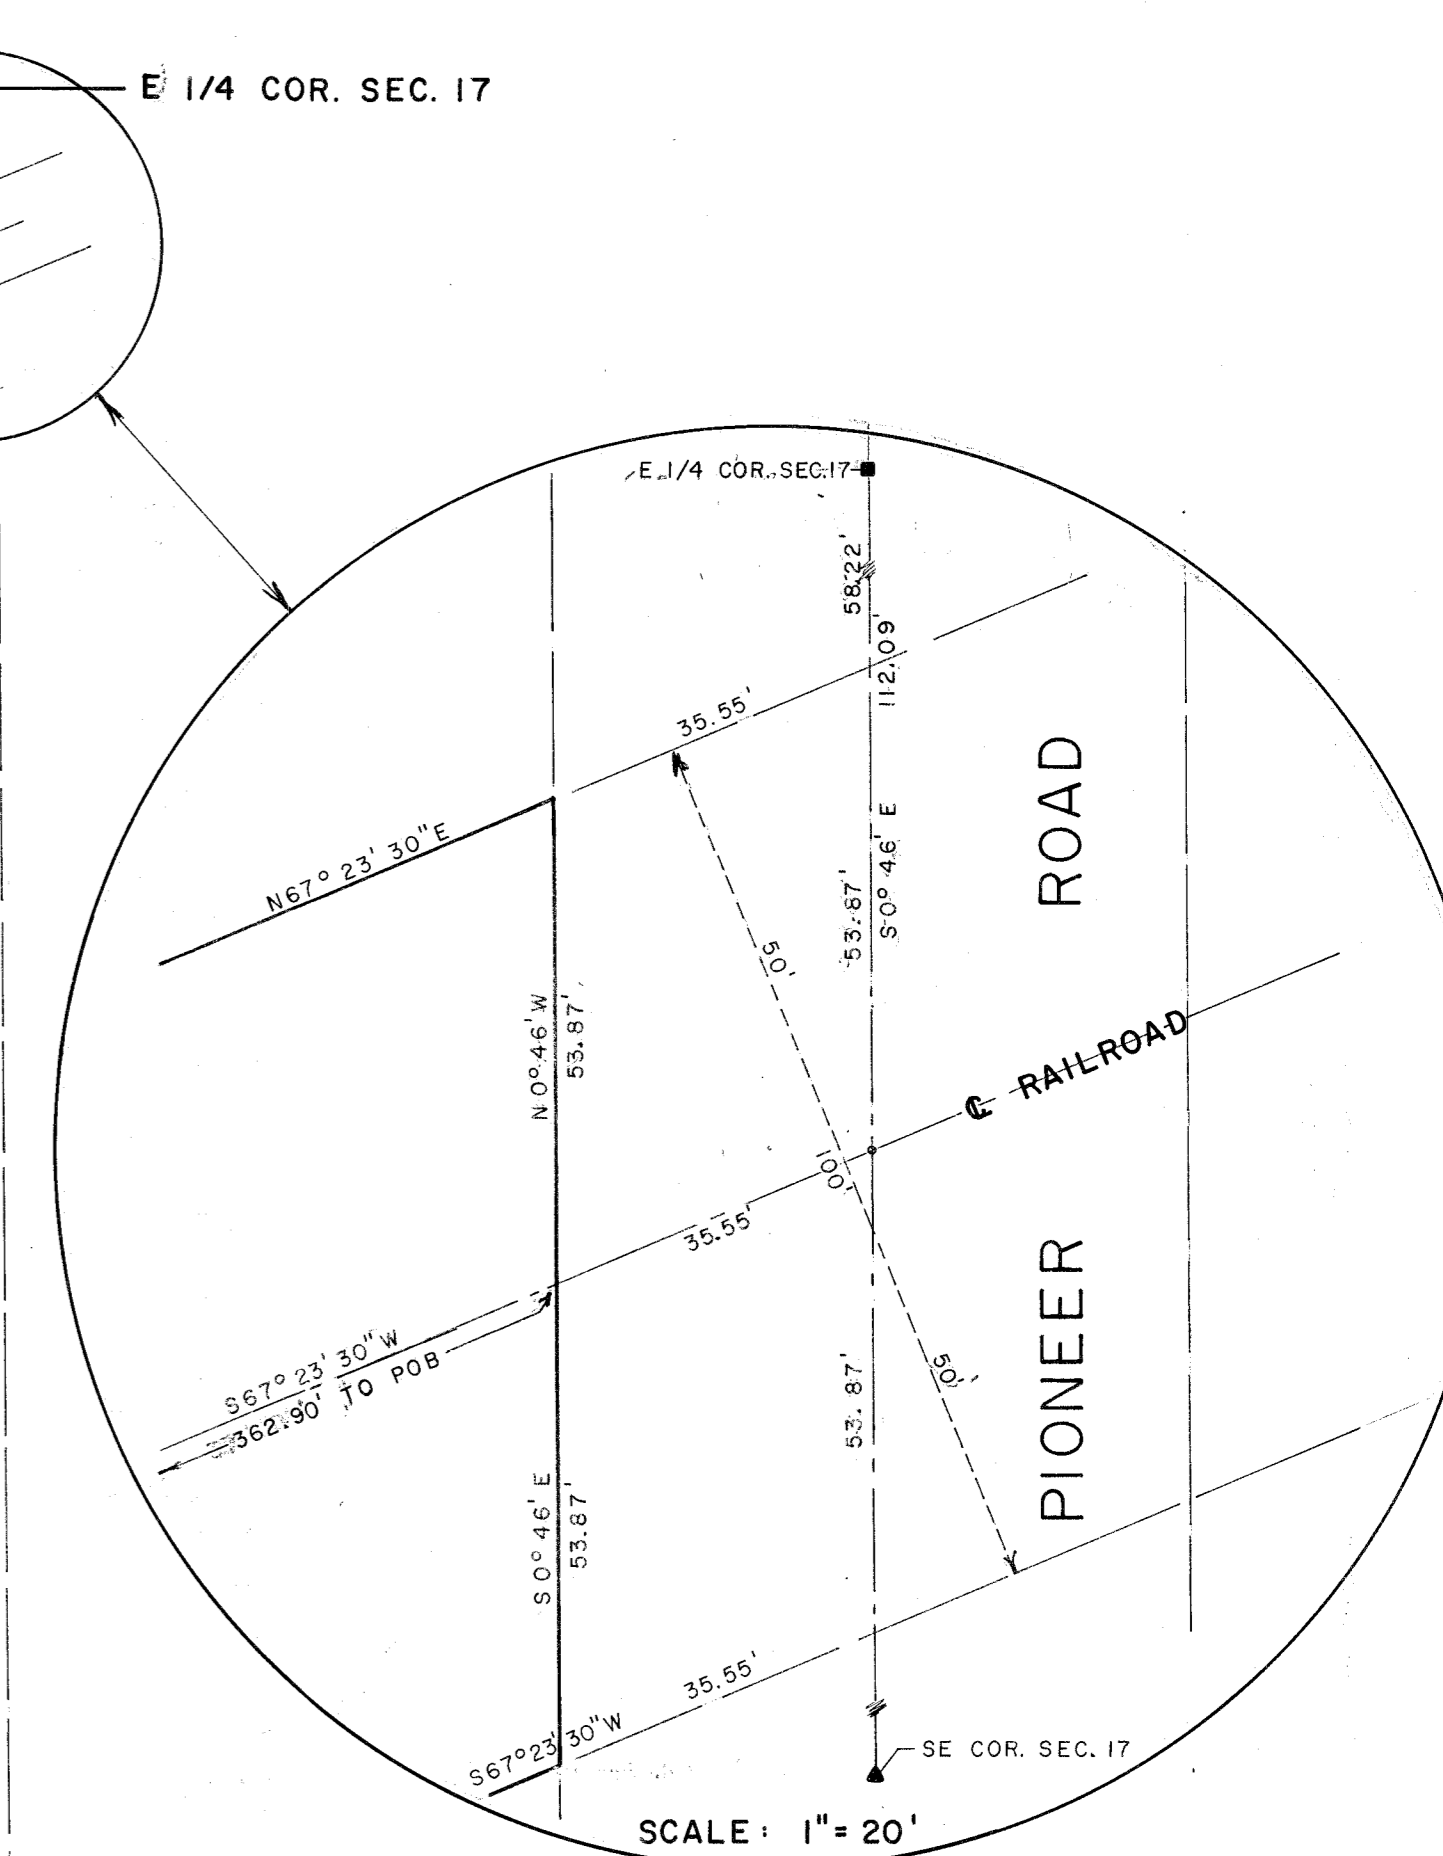 E 1/4 COR. SEC. 17
E 1/4 COR. SEC. 17
58.22'
112.09'
35.55'
ROAD
N67° 23' 30" E
53.87'
S 0° 46' E
50'
N 0° 46' W
53.87'
℄ RAILROAD
100'
35.55'
PIONEER
S67° 23' 30" W
362.90' TO POB
53.87'
50'
S 0° 46' E
53.87'
35.55'
S67° 23' 30" W
SE COR. SEC. 17
SCALE: 1" = 20'